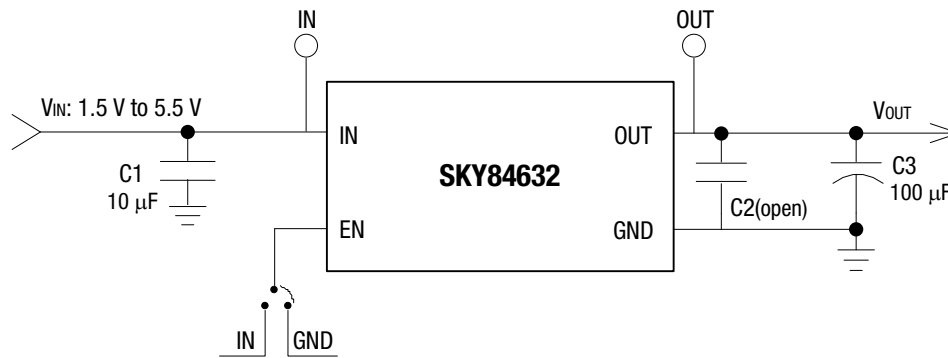 IN
OUT
VIN: 1.5 V to 5.5 V
VOUT
IN
OUT
C1
10 μF
SKY84632
C3
100 μF
C2(open)
EN
GND
IN
GND